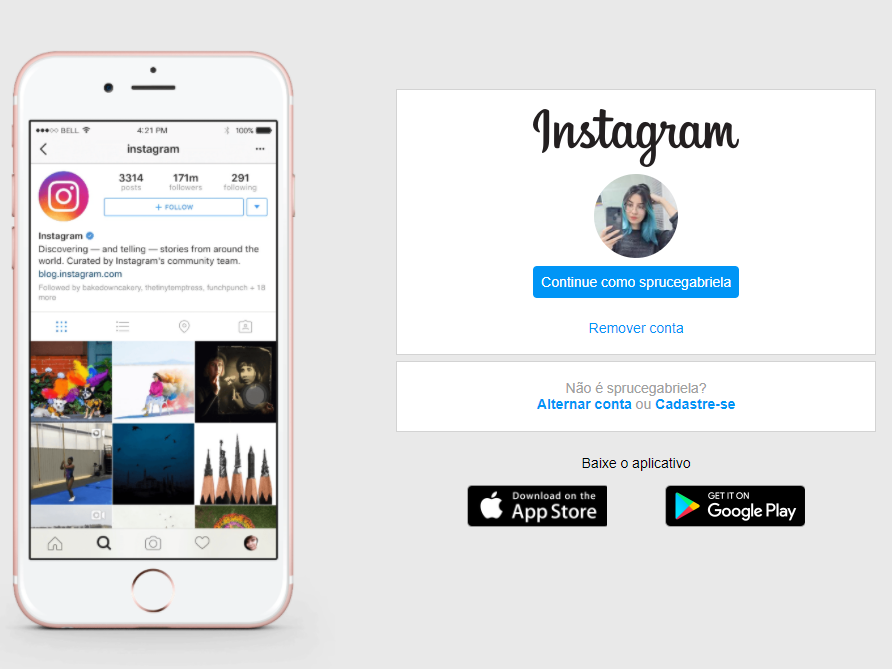 ●●●○○ BELL 4:21 PM 100%
instagram
3314 171m 291
posts followers following
+ FOLLOW
Instagram
Discovering — and telling — stories from around the
world. Curated by Instagram's community team.
blog.instagram.com
Followed by bakedowncakery, thetinytemptress, funchpunch + 18
more
Instagram
Continue como sprucegabriela
Remover conta
Não é sprucegabriela?
Alternar conta ou Cadastre-se
Baixe o aplicativo
Download on the
App Store
GET IT ON
Google Play